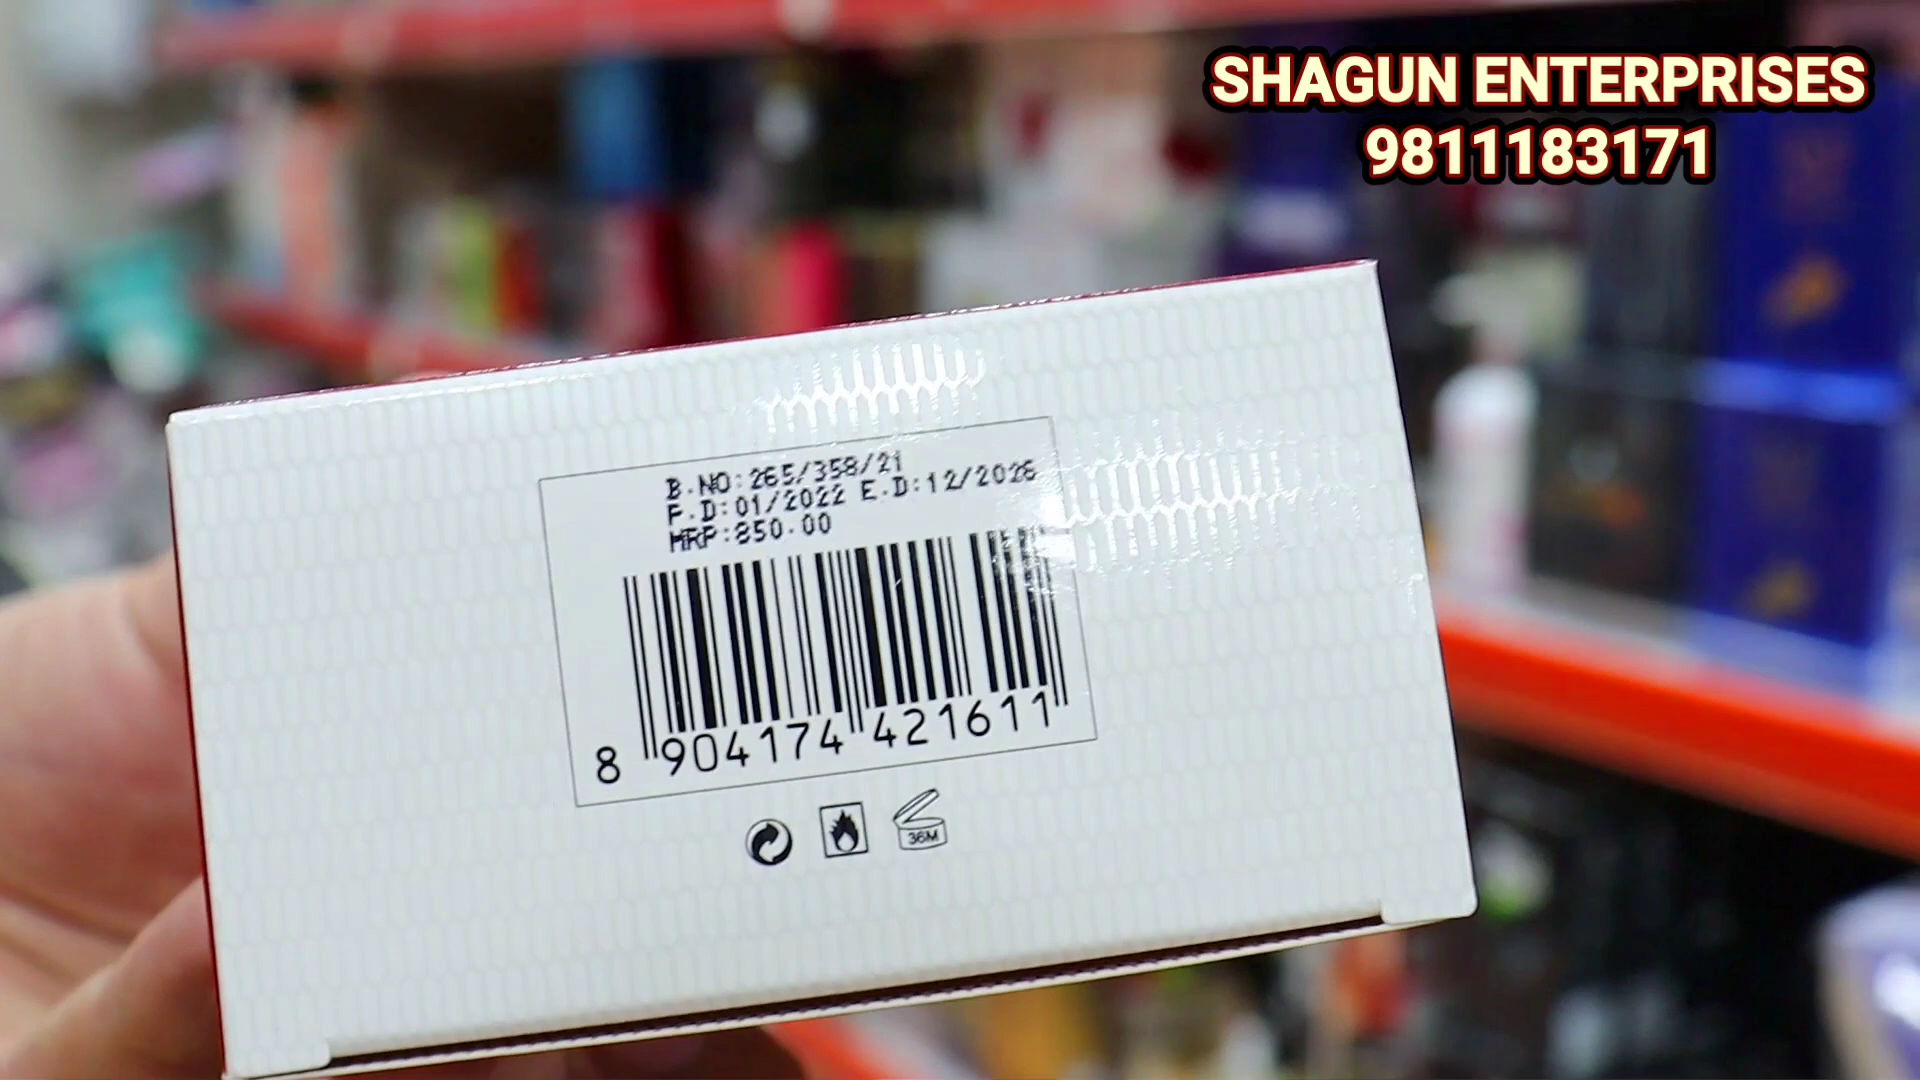 SHAGUN ENTERPRISES
9811183171
B.NO:265/358/21
P.D:01/2022 E.D:12/2026
MRP:850.00
8 904174 421611
36M